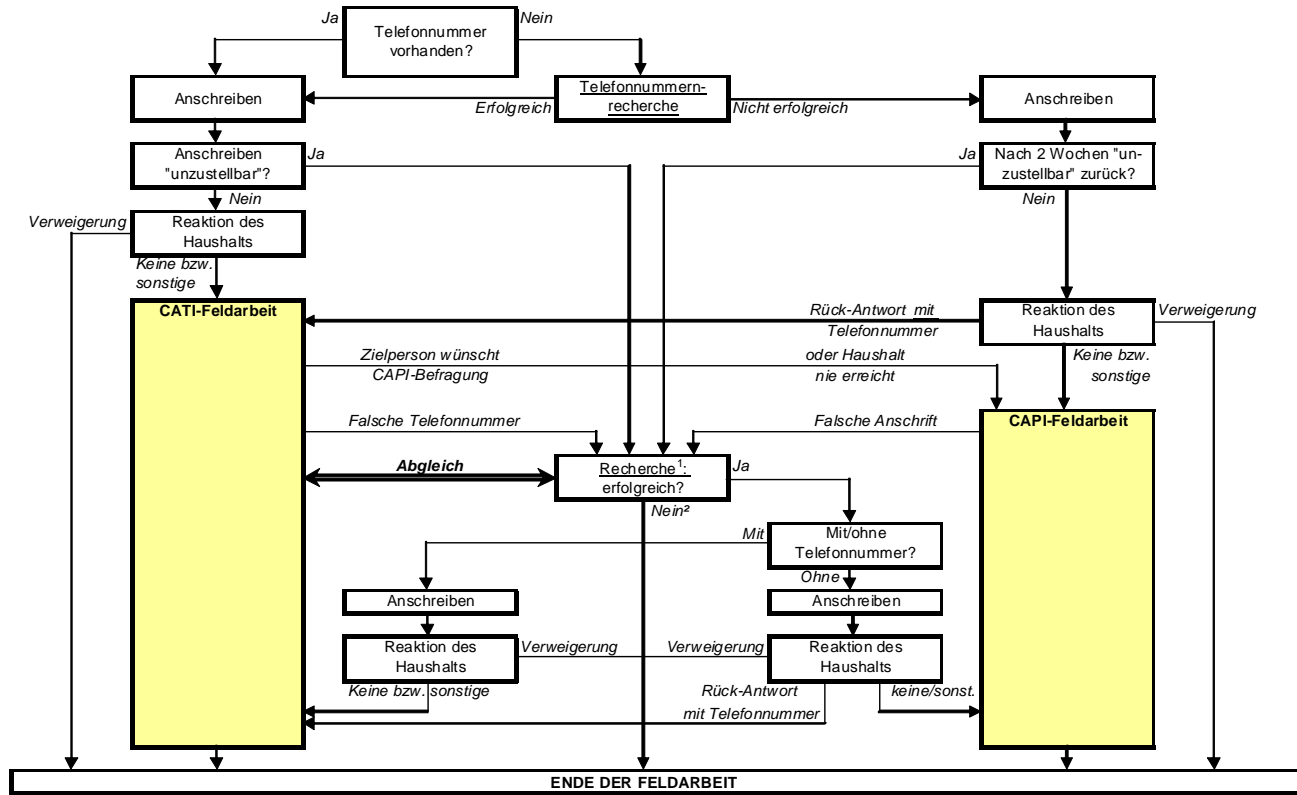 Ja
Nein
Telefonnummer
vorhanden?
Anschreiben
Erfolgreich
Telefonnummern-
recherche
Nicht erfolgreich
Anschreiben
Anschreiben
"unzustellbar"?
Ja
Ja
Nach 2 Wochen "un-
zustellbar" zurück?
Nein
Nein
Verweigerung
Reaktion des
Haushalts
Keine bzw.
sonstige
CATI-Feldarbeit
Rück-Antwort mit
Telefonnummer
Reaktion des
Haushalts
Verweigerung
Zielperson wünscht
CAPI-Befragung
oder Haushalt
nie erreicht
Keine bzw.
sonstige
Falsche Telefonnummer
Falsche Anschrift
CAPI-Feldarbeit
Abgleich
Recherche¹:
erfolgreich?
Ja
Nein²
Mit
Mit/ohne
Telefonnummer?
Ohne
Anschreiben
Anschreiben
Reaktion des
Haushalts
Verweigerung
Verweigerung
Reaktion des
Haushalts
Keine bzw. sonstige
Rück-Antwort
mit Telefonnummer
keine/sonst.
ENDE DER FELDARBEIT